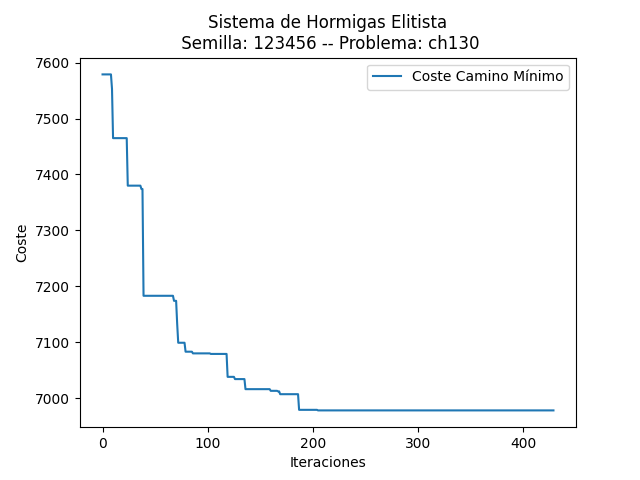 Sistema de Hormigas Elitista
Semilla: 123456 -- Problema: ch130
Coste Camino Mínimo
7600
7500
7400
7300
7200
7100
7000
Coste
0
100
200
300
400
Iteraciones